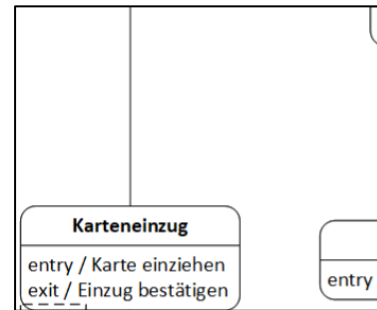 Karteneinzug
entry / Karte einziehen
exit / Einzug bestätigen
entry